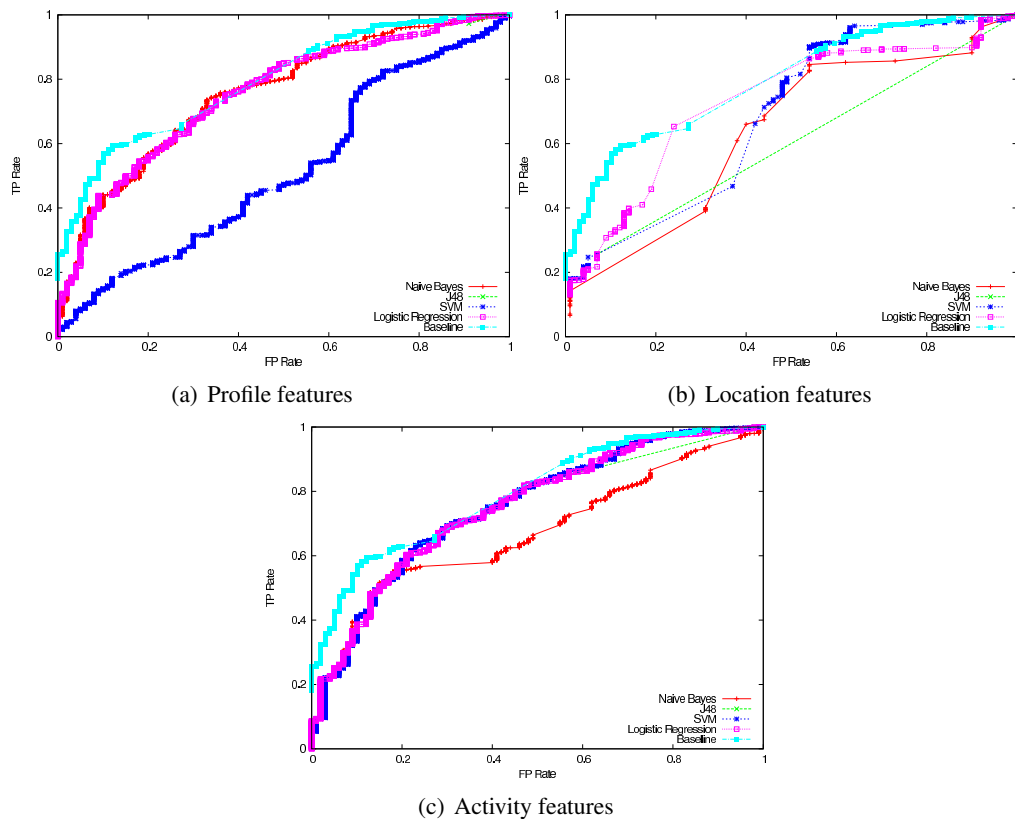 1
0.8
0.6
0.4
0.2
0
TP Rate
0 0.2 0.4 0.6 0.8 1
FP Rate
Naive Bayes
J48
SVM
Logistic Regression
Baseline
(a) Profile features
1
0.8
0.6
0.4
0.2
0
TP Rate
0 0.2 0.4 0.6 0.8 1
FP Rate
Naive Bayes
J48
SVM
Logistic Regression
Baseline
(b) Location features
1
0.8
0.6
0.4
0.2
0
TP Rate
0 0.2 0.4 0.6 0.8 1
FP Rate
Naive Bayes
J48
SVM
Logistic Regression
Baseline
(c) Activity features